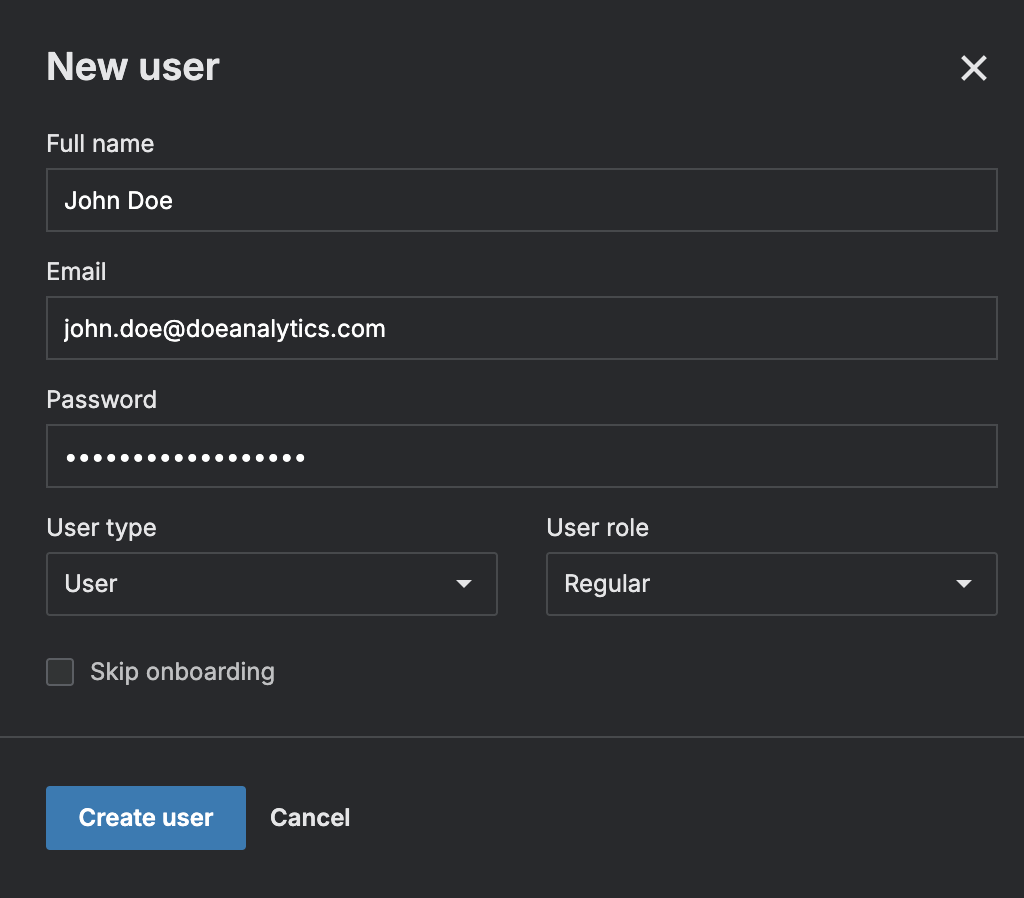 New user
Full name
John Doe
Email
john.doe@doeanalytics.com
Password
••••••••••••••••••
User type
User role
User
Regular
Skip onboarding
Create user
Cancel